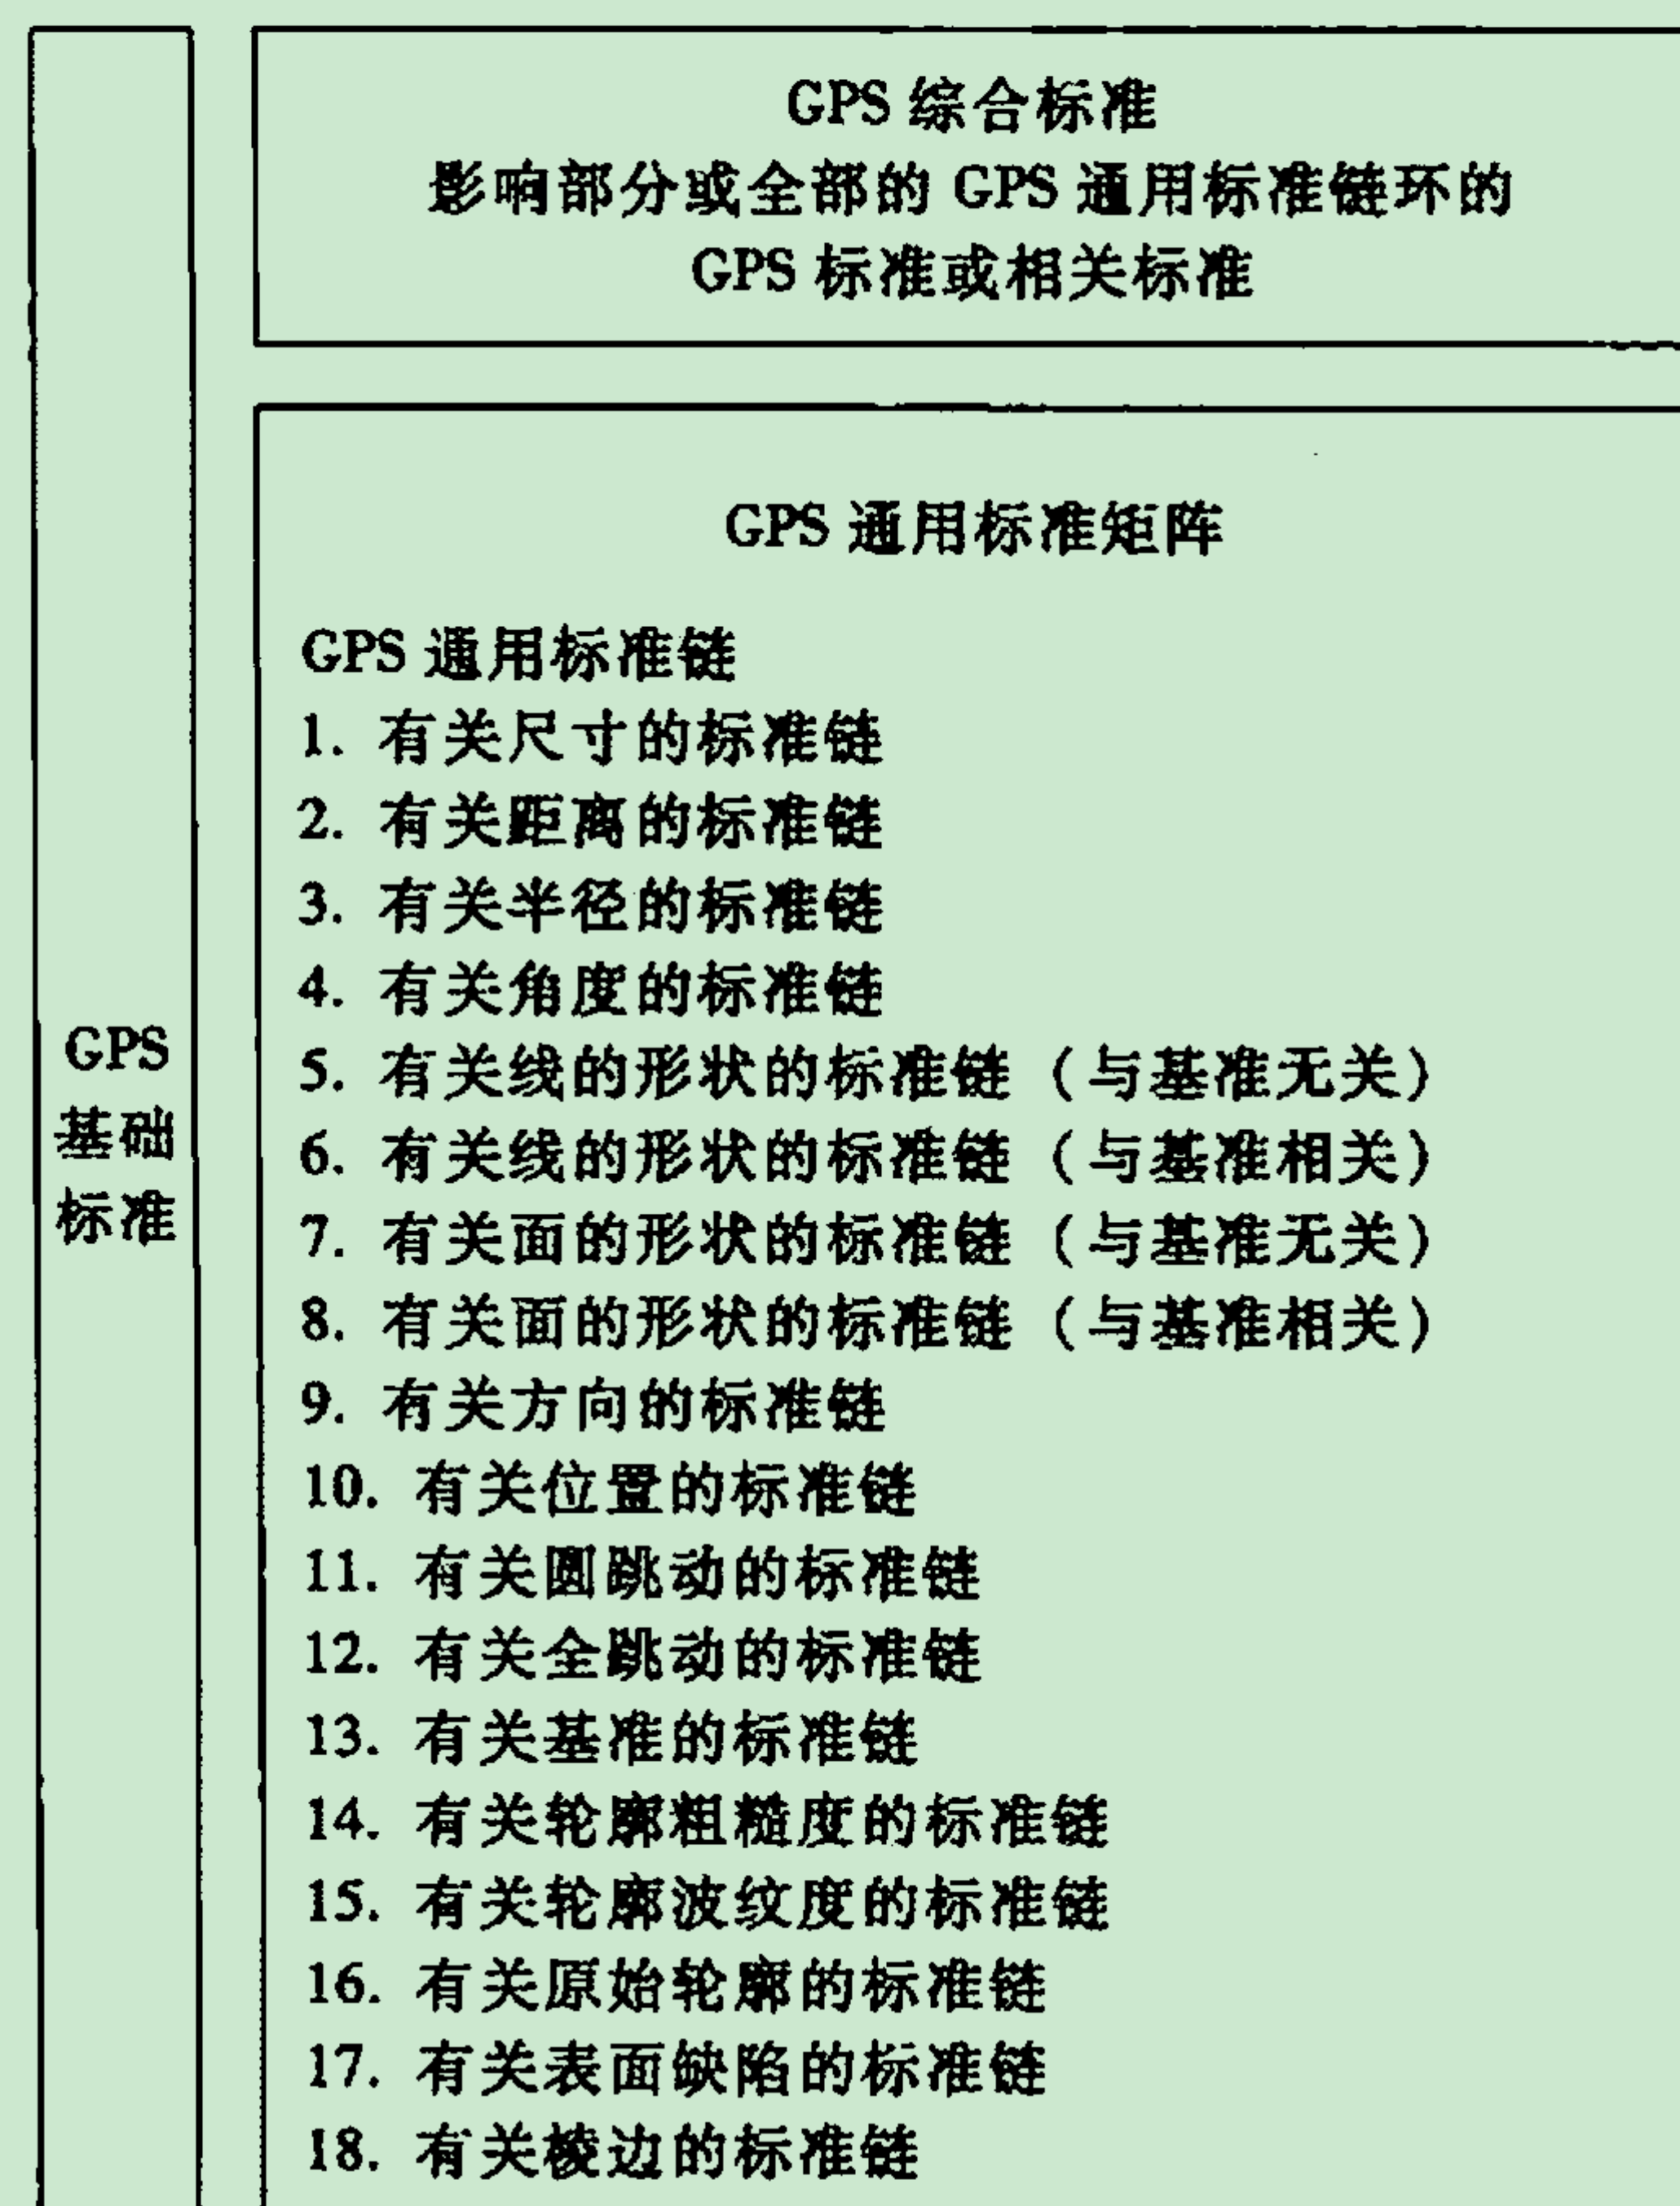 GPS
基础
标准
GPS 综合标准
影响部分或全部的 GPS 通用标准链环的
GPS 标准或相关标准
GPS 通用标准矩阵
GPS 通用标准链
1. 有关尺寸的标准链
2. 有关距离的标准链
3. 有关半径的标准链
4. 有关角度的标准链
5. 有关线的形状的标准链（与基准无关）
6. 有关线的形状的标准链（与基准相关）
7. 有关面的形状的标准链（与基准无关）
8. 有关面的形状的标准链（与基准相关）
9. 有关方向的标准链
10. 有关位置的标准链
11. 有关圆跳动的标准链
12. 有关全跳动的标准链
13. 有关基准的标准链
14. 有关轮廓粗糙度的标准链
15. 有关轮廓波纹度的标准链
16. 有关原始轮廓的标准链
17. 有关表面缺陷的标准链
18. 有关棱边的标准链